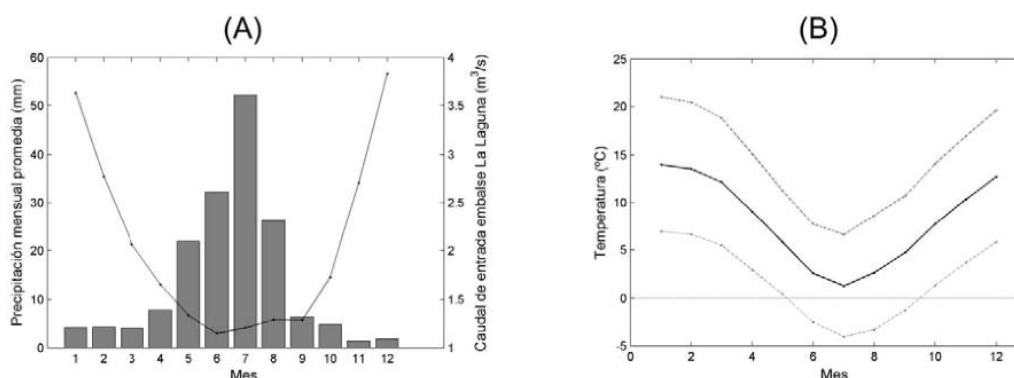 (A)
Precipitación mensual promedia (mm)
60
50
40
30
20
10
0
1 2 3 4 5 6 7 8 9 10 11 12
Mes
4
3.5
3
2.5
2
1.5
1
Caudal de entrada embalse La Laguna (m³/s)
(B)
Temperatura (ºC)
25
20
15
10
5
0
-5
0 2 4 6 8 10 12
Mes